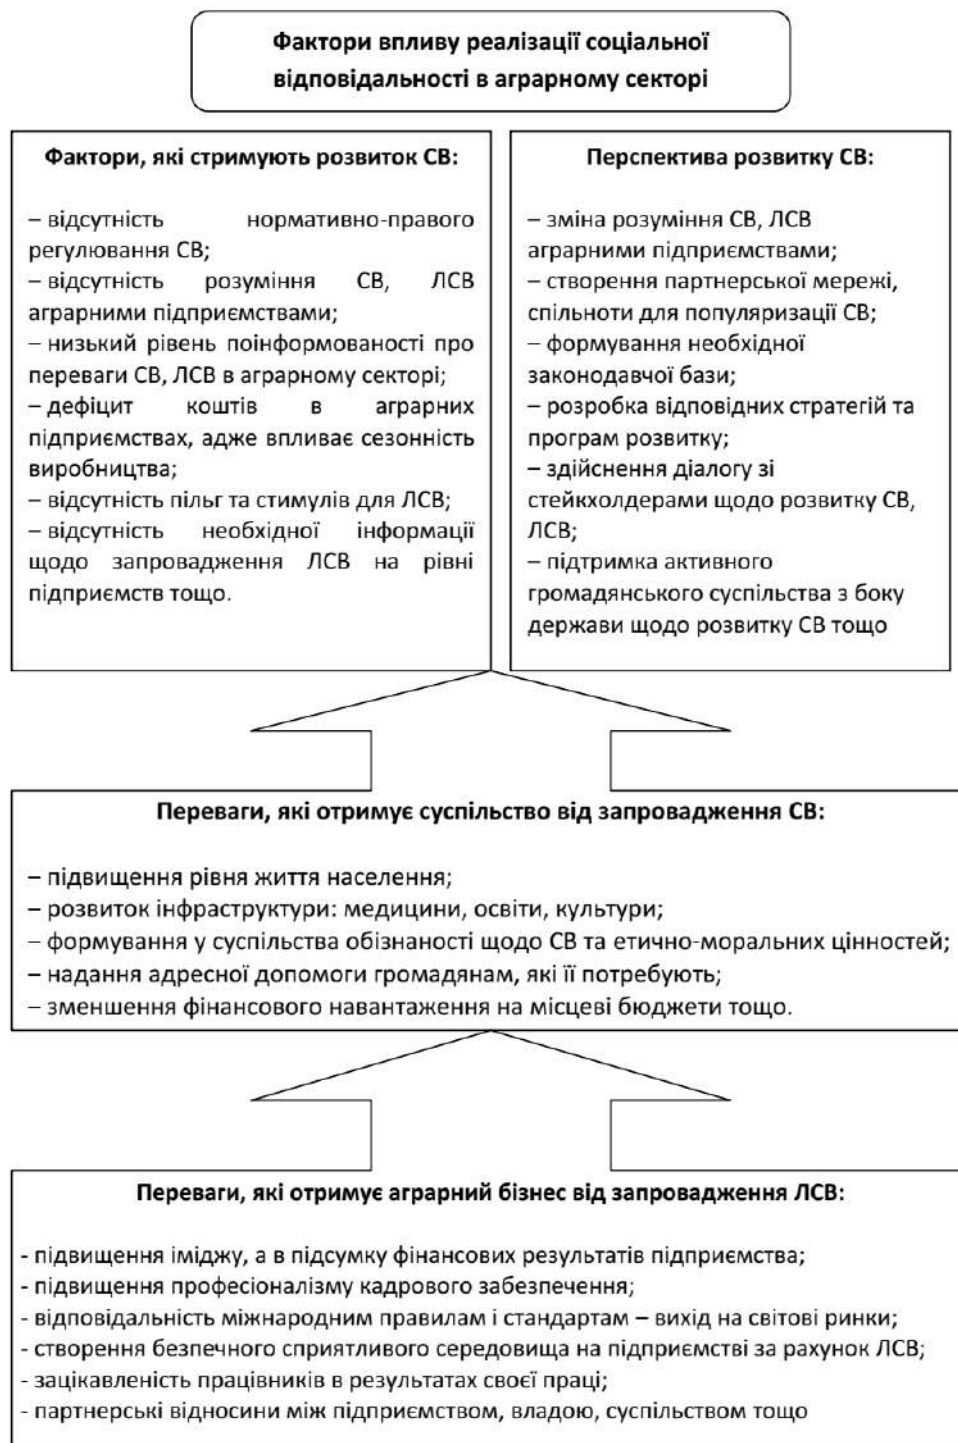 Фактори впливу реалізації соціальної
відповідальності в аграрному секторі
Фактори, які стримують розвиток СВ:
– відсутність нормативно-правого
регулювання СВ;
– відсутність розуміння СВ, ЛСВ
аграрними підприємствами;
– низький рівень поінформованості про
переваги СВ, ЛСВ в аграрному секторі;
– дефіцит коштів в аграрних
підприємствах, адже впливає сезонність
виробництва;
– відсутність пільг та стимулів для ЛСВ;
– відсутність необхідної інформації
щодо запровадження ЛСВ на рівні
підприємств тощо.
Перспектива розвитку СВ:
– зміна розуміння СВ, ЛСВ
аграрними підприємствами;
– створення партнерської мережі,
спільноти для популяризації СВ;
– формування необхідної
законодавчої бази;
– розробка відповідних стратегій та
програм розвитку;
– здійснення діалогу зі
стейкхолдерами щодо розвитку СВ,
ЛСВ;
– підтримка активного
громадянського суспільства з боку
держави щодо розвитку СВ тощо
Переваги, які отримує суспільство від запровадження СВ:
– підвищення рівня життя населення;
– розвиток інфраструктури: медицини, освіти, культури;
– формування у суспільства обізнаності щодо СВ та етично-моральних цінностей;
– надання адресної допомоги громадянам, які її потребують;
– зменшення фінансового навантаження на місцеві бюджети тощо.
Переваги, які отримує аграрний бізнес від запровадження ЛСВ:
- підвищення іміджу, а в підсумку фінансових результатів підприємства;
- підвищення професіоналізму кадрового забезпечення;
- відповідальність міжнародним правилам і стандартам – вихід на світові ринки;
- створення безпечного сприятливого середовища на підприємстві за рахунок ЛСВ;
- зацікавленість працівників в результатах своєї праці;
- партнерські відносини між підприємством, владою, суспільством тощо